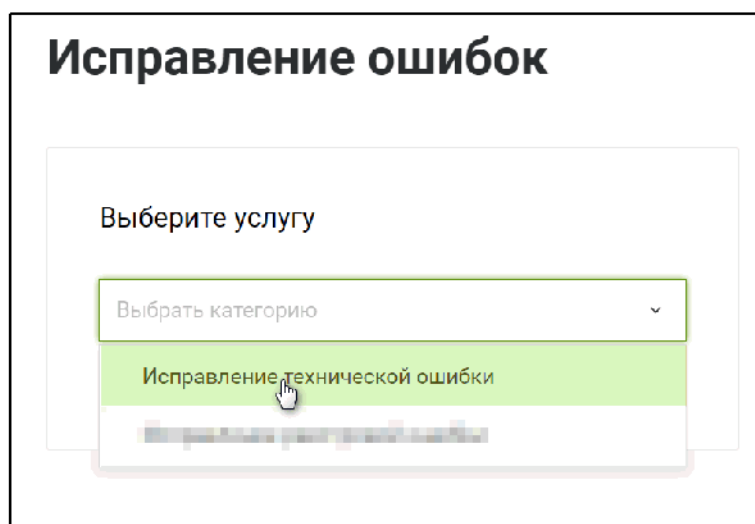 Исправление ошибок
Выберите услугу
Выбрать категорию
Исправление технической ошибки